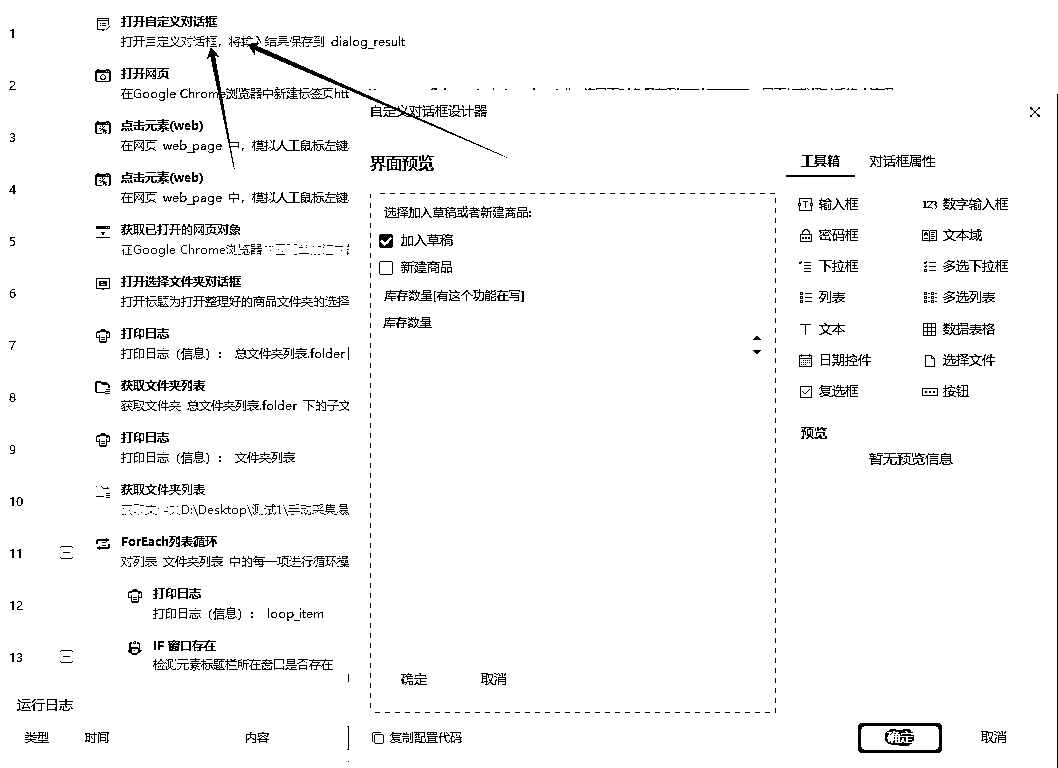 1
打开自定义对话框
打开自定义对话框，将输入结果保存到 dialog_result
2
打开网页
在Google Chrome浏览器中新建标签页htt
3
点击元素(web)
在网页 web_page 中，模拟人工鼠标左键
4
点击元素(web)
在网页 web_page 中，模拟人工鼠标左键
5
获取已打开的网页对象
在Google Chrome浏览器
6
打开选择文件夹对话框
打开标题为打开整理好的商品文件夹的选择
7
打印日志
打印日志（信息）： 总文件夹列表.folder
8
获取文件夹列表
获取文件夹 总文件夹列表.folder 下的子文
9
打印日志
打印日志（信息）： 文件夹列表
10
获取文件夹列表
D:\Desktop\测试1\手动采集
11
ForEach列表循环
对列表 文件夹列表 中的每一项进行循环操
12
打印日志
打印日志（信息）： loop_item
13
IF 窗口存在
检测元素标题栏所在窗口是否存在
运行日志
类型 时间 内容
自定义对话框设计器
界面预览
选择加入草稿或者新建商品:
加入草稿
新建商品
库存数量[有这个功能在写]
库存数量
确定 取消
工具箱 对话框属性
输入框 123 数字输入框
密码框 文本域
下拉框 多选下拉框
列表 多选列表
文本 数据表格
日期控件 选择文件
复选框 按钮
预览
暂无预览信息
复制配置代码
确定 取消